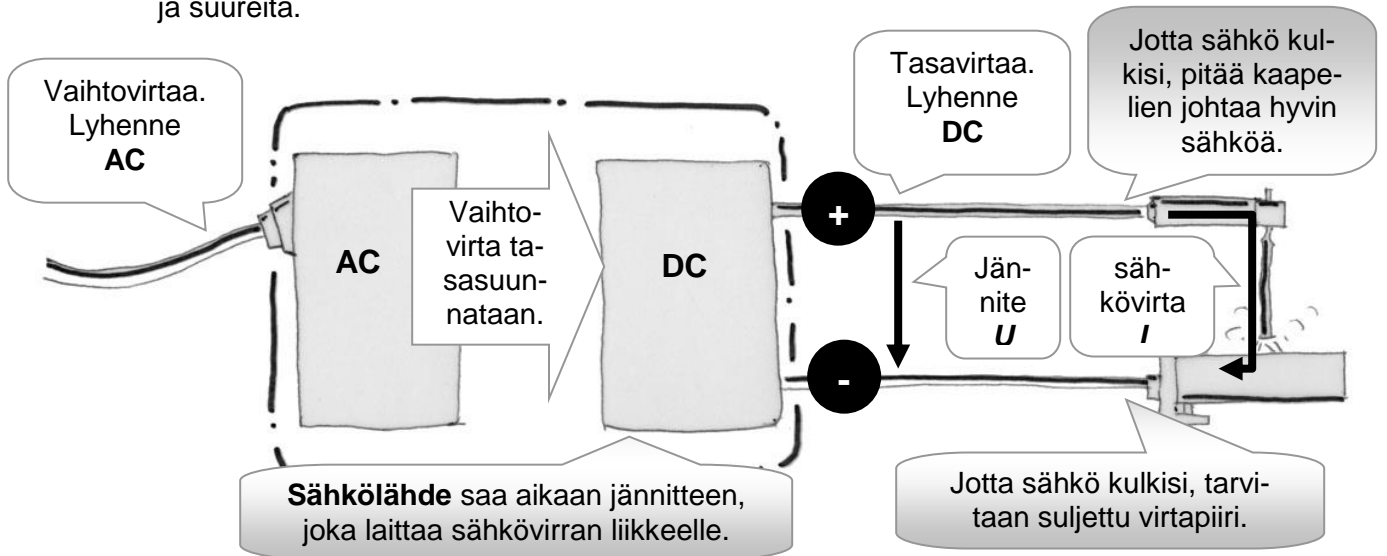 ja suureita.
Vaihtovirtaa.
Lyhenne
AC
Tasavirtaa.
Lyhenne
DC
Jotta sähkö kul-
kisi, pitää kaape-
lien johtaa hyvin
sähköä.
AC
Vaihto-
virta ta-
sasuun-
nataan.
DC
+
-
Jän-
nite
U
säh-
kövirta
I
Sähkölähde saa aikaan jännitteen,
joka laittaa sähkövirran liikkeelle.
Jotta sähkö kulkisi, tarvi-
taan suljettu virtapiiri.